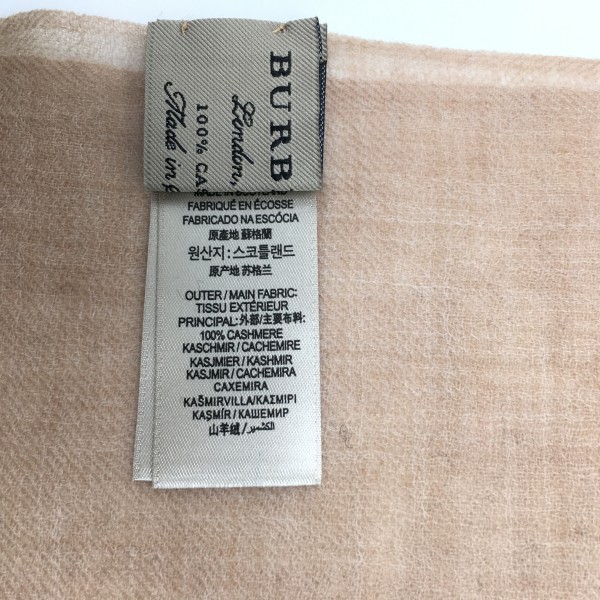 BURB
London,
100% CAS
Made in
FABRIQUÉ EN ÉCOSSE
FABRICADO NA ESCÓCIA
原產地 蘇格蘭
원산지: 스코틀랜드
原产地 苏格兰
OUTER / MAIN FABRIC:
TISSU EXTÉRIEUR
PRINCIPAL: 外部/主要布料:
100% CASHMERE
KASCHMIR / CACHEMIRE
KASJMIER / KASHMIR
KASJMIR / CACHEMIRA
CAXEMIRA
KAŠMIRVILLA/ΚΑΣΜΙΡΙ
KAŞMİR / КАШЕМИР
山羊绒 / الكشمير